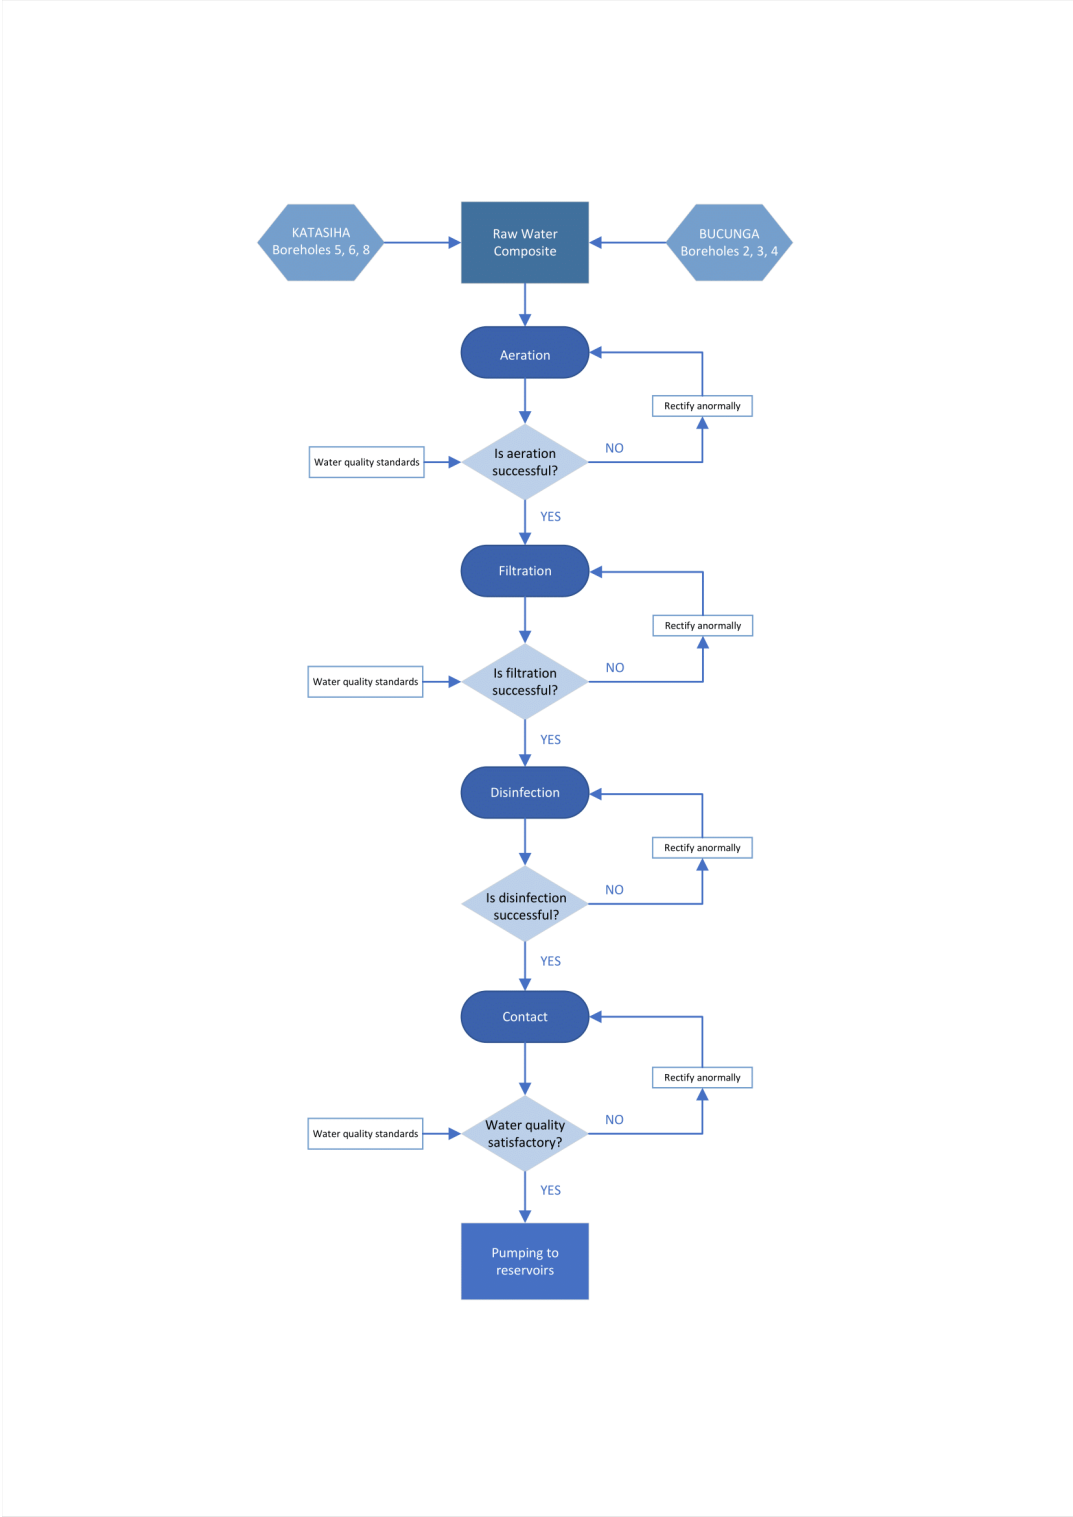 KATASIHA
Boreholes 5, 6, 8
Raw Water
Composite
BUCUNGA
Boreholes 2, 3, 4
Aeration
Rectify anormally
Water quality standards
Is aeration
successful?
NO
YES
Filtration
Rectify anormally
Water quality standards
Is filtration
successful?
NO
YES
Disinfection
Rectify anormally
Is disinfection
successful?
NO
YES
Contact
Rectify anormally
Water quality standards
Water quality
satisfactory?
NO
YES
Pumping to
reservoirs